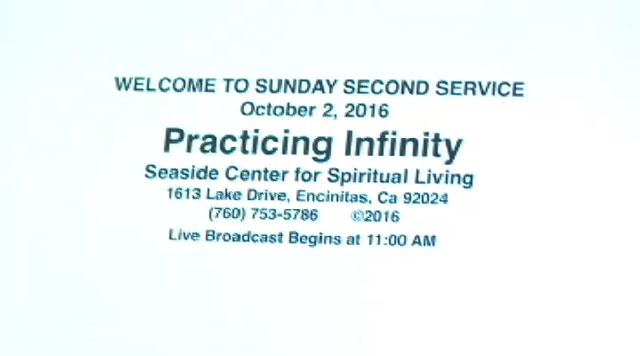 WELCOME TO SUNDAY SECOND SERVICE
October 2, 2016
Practicing Infinity
Seaside Center for Spiritual Living
1613 Lake Drive, Encinitas, Ca 92024
(760) 753-5786 ©2016
Live Broadcast Begins at 11:00 AM